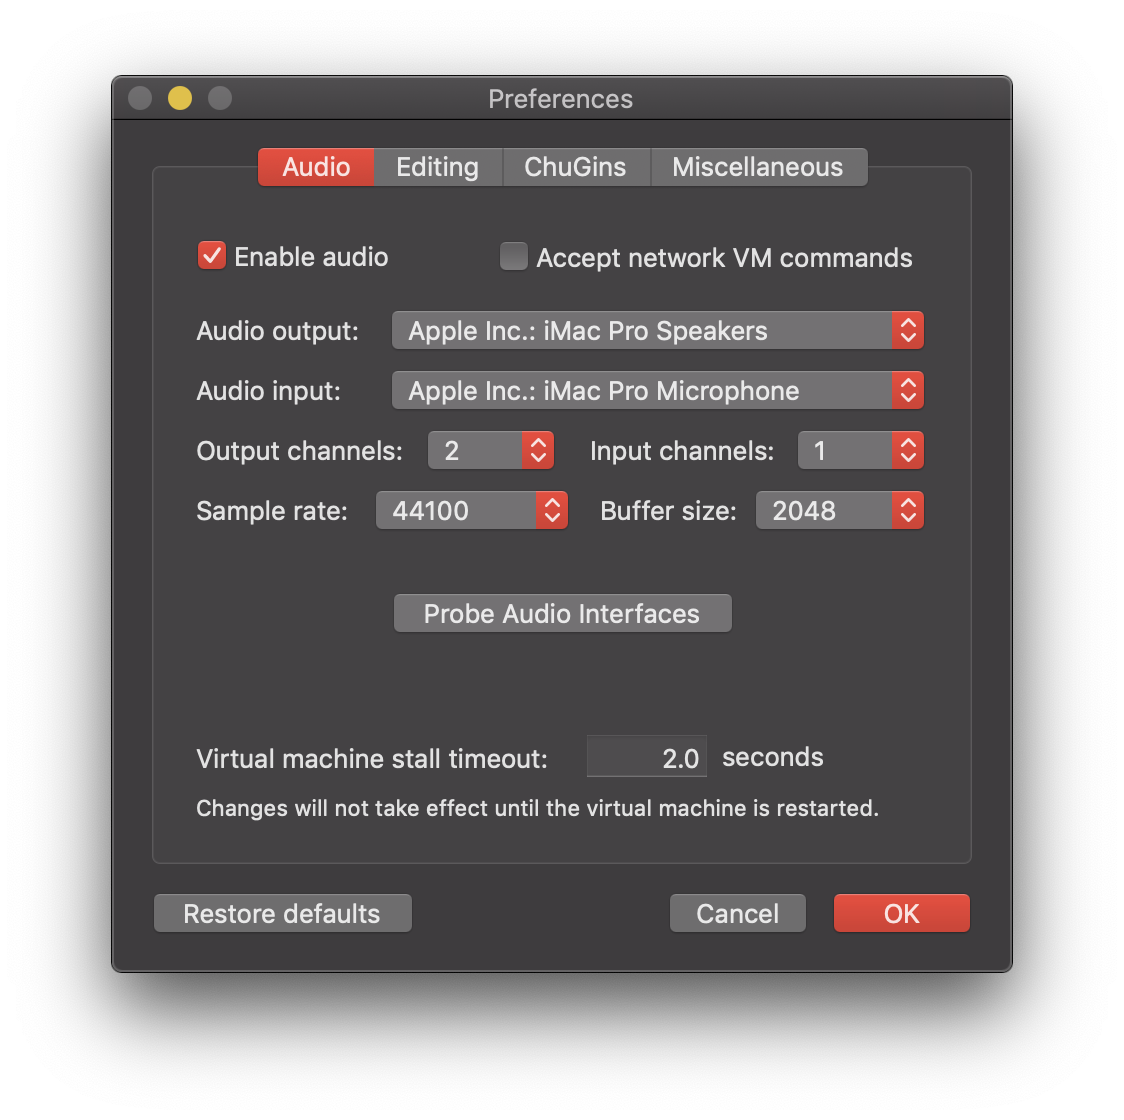 Preferences
Audio Editing ChuGins Miscellaneous
Enable audio Accept network VM commands
Audio output: Apple Inc.: iMac Pro Speakers
Audio input: Apple Inc.: iMac Pro Microphone
Output channels: 2 Input channels: 1
Sample rate: 44100 Buffer size: 2048
Probe Audio Interfaces
Virtual machine stall timeout: 2.0 seconds
Changes will not take effect until the virtual machine is restarted.
Restore defaults Cancel OK